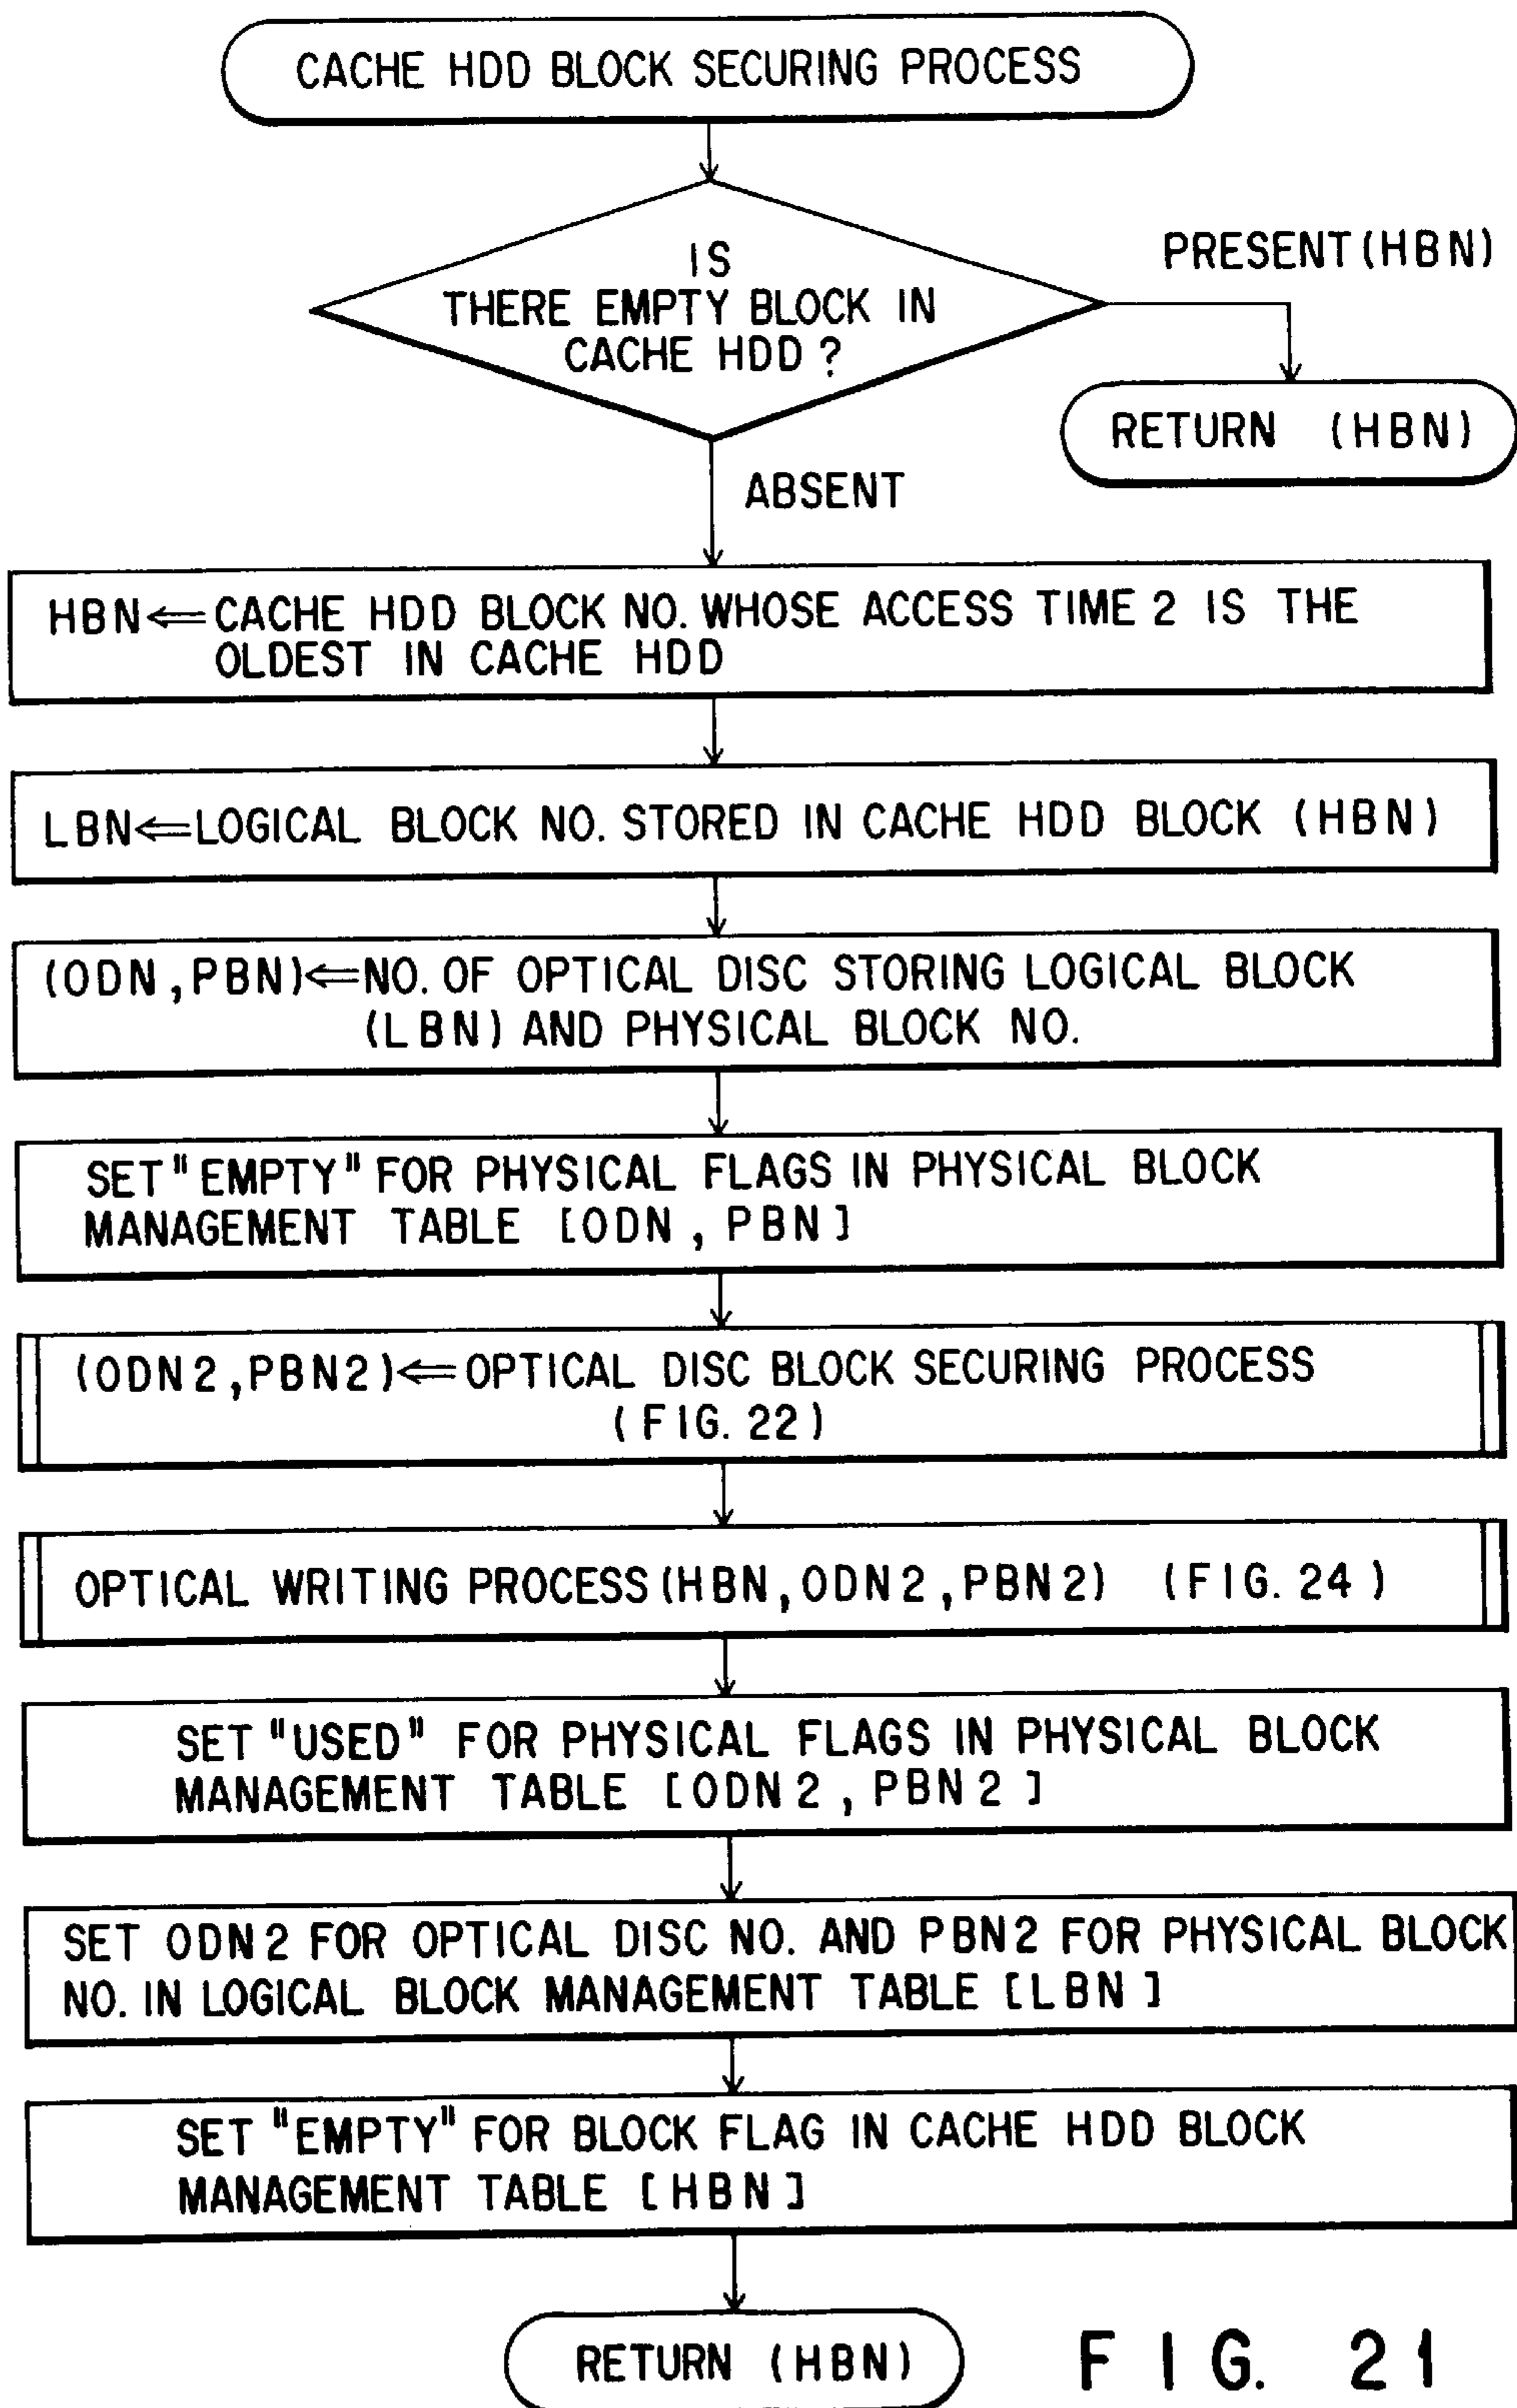 CACHE HDD BLOCK SECURING PROCESS
IS
THERE EMPTY BLOCK IN
CACHE HDD ?
PRESENT (HBN)
RETURN (HBN)
ABSENT
HBN⇐CACHE HDD BLOCK NO. WHOSE ACCESS TIME 2 IS THE
OLDEST IN CACHE HDD
LBN⇐LOGICAL BLOCK NO. STORED IN CACHE HDD BLOCK (HBN)
(ODN, PBN)⇐NO. OF OPTICAL DISC STORING LOGICAL BLOCK
(LBN) AND PHYSICAL BLOCK NO.
SET "EMPTY" FOR PHYSICAL FLAGS IN PHYSICAL BLOCK
MANAGEMENT TABLE [ODN, PBN]
(ODN2, PBN2)⇐OPTICAL DISC BLOCK SECURING PROCESS
(FIG. 22)
OPTICAL WRITING PROCESS (HBN, ODN2, PBN2) (FIG. 24)
SET "USED" FOR PHYSICAL FLAGS IN PHYSICAL BLOCK
MANAGEMENT TABLE [ODN2, PBN2]
SET ODN2 FOR OPTICAL DISC NO. AND PBN2 FOR PHYSICAL BLOCK
NO. IN LOGICAL BLOCK MANAGEMENT TABLE [LBN]
SET "EMPTY" FOR BLOCK FLAG IN CACHE HDD BLOCK
MANAGEMENT TABLE [HBN]
RETURN (HBN)
FIG. 21